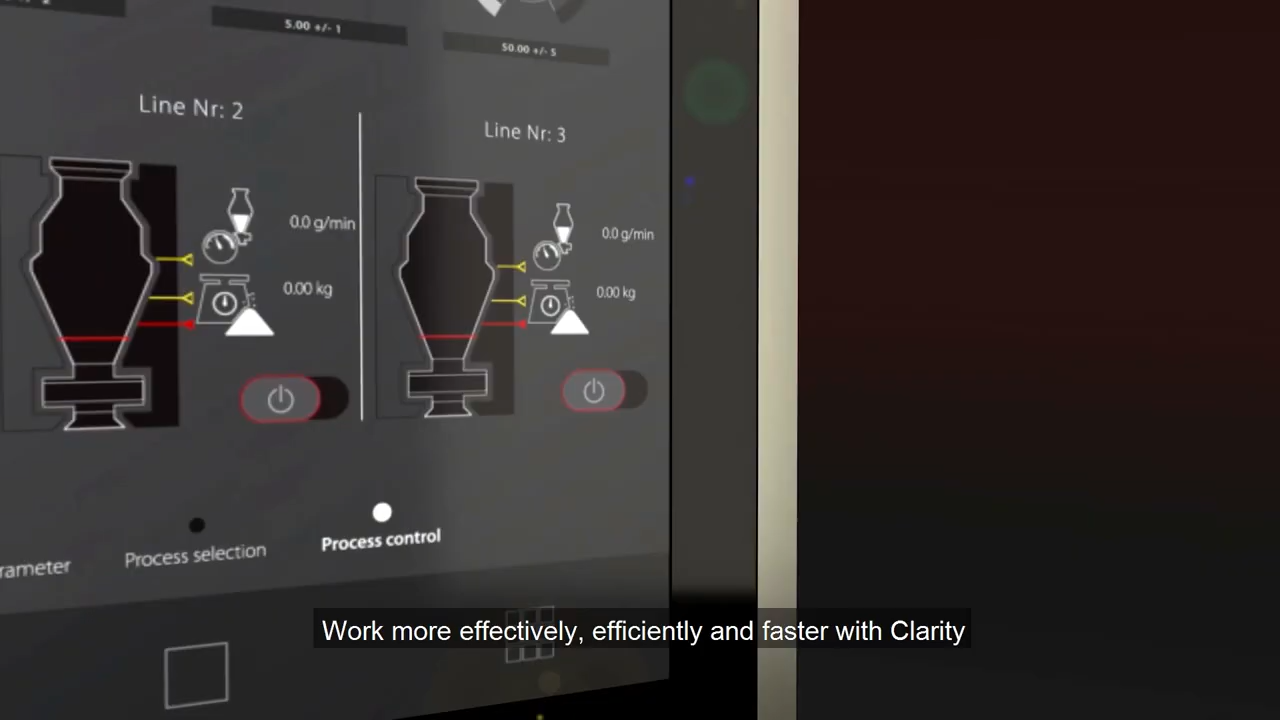 5.00 +/- 1
50.00 +/- 5
Line Nr: 2
Line Nr: 3
0.0 g/min
0.0 g/min
0.00 kg
0.00 kg
rameter
Process selection
Process control
Work more effectively, efficiently and faster with Clarity